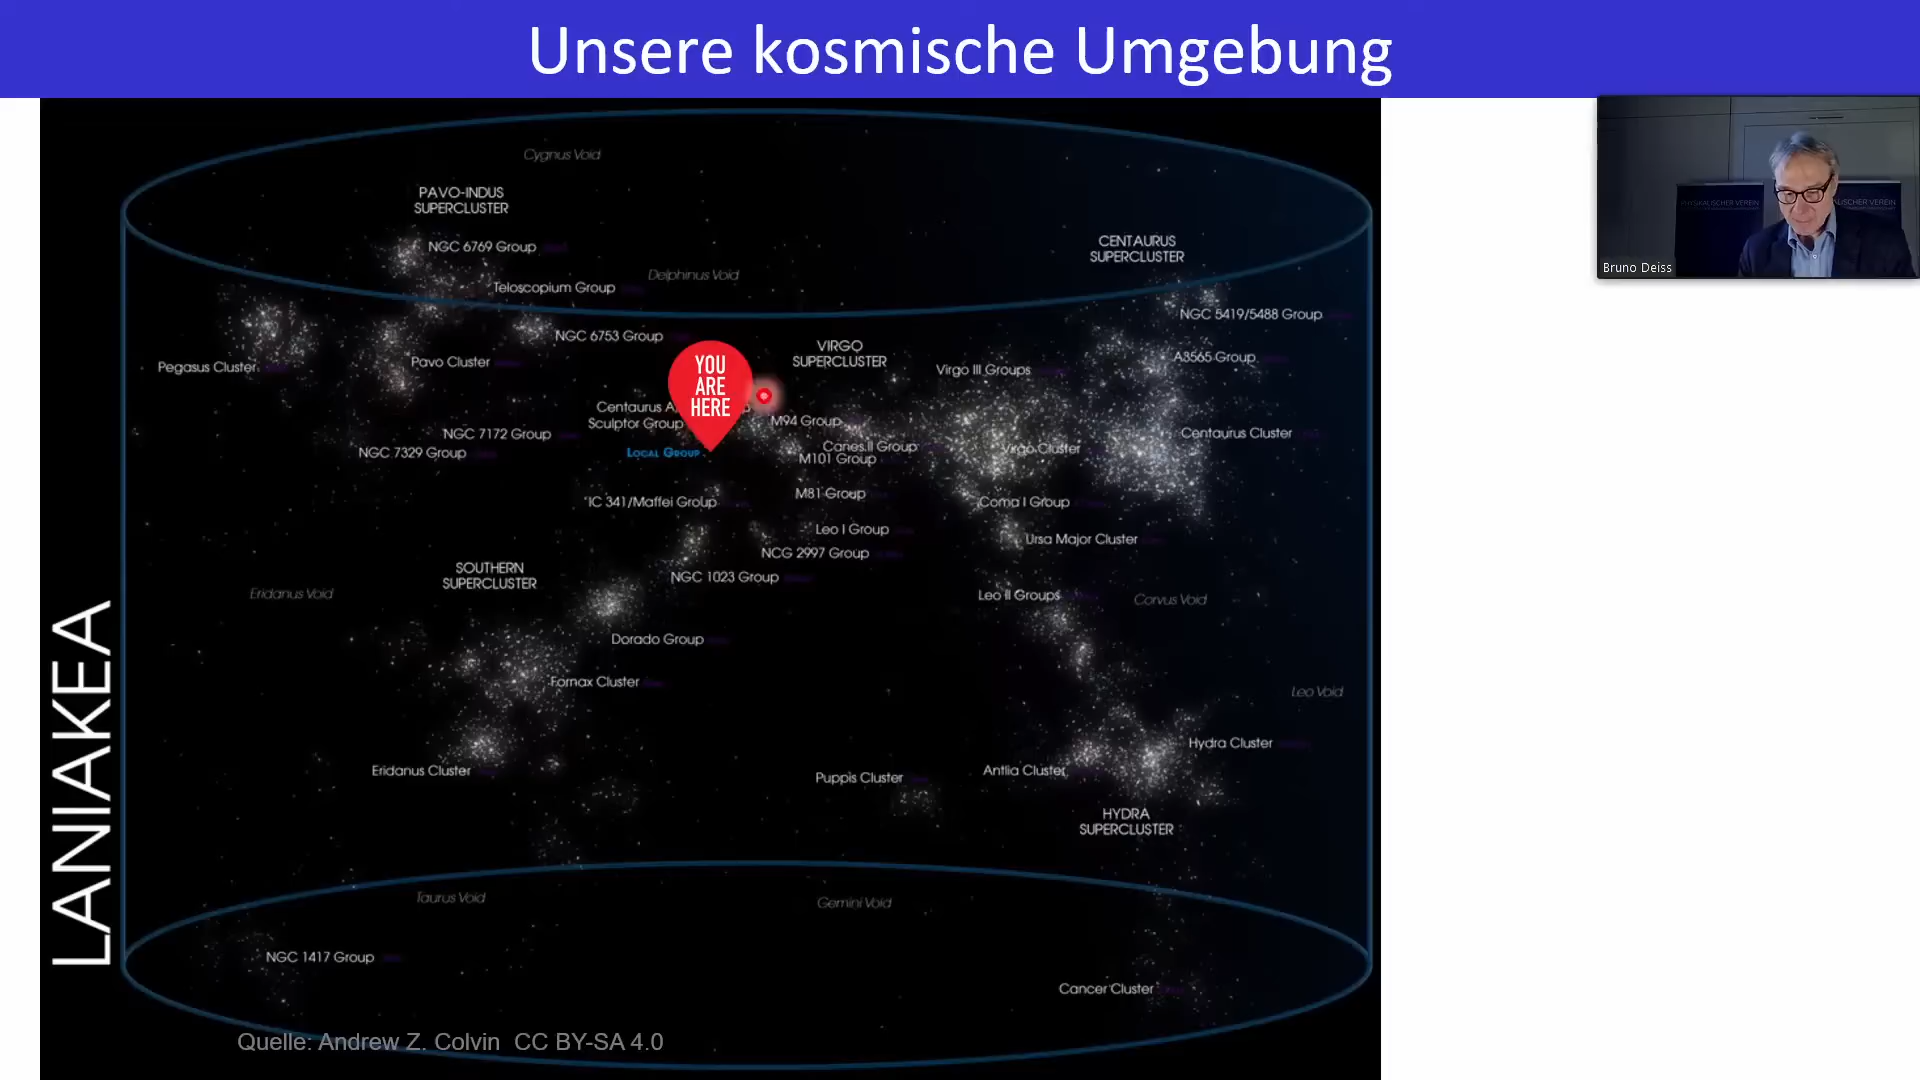 Unsere kosmische Umgebung
Cygnus Void
PAVO-INDUS
SUPERCLUSTER
NGC 6769 Group
Teloscopium Group
Delphinus Void
NGC 6753 Group
Pegasus Cluster
Pavo Cluster
CENTAURUS
SUPERCLUSTER
NGC 5419/5488 Group
A3565 Group
VIRGO
SUPERCLUSTER
Virgo III Groups
YOU
ARE
HERE
Centaurus A
Sculptor Group
M94 Group
NGC 7172 Group
NGC 7329 Group
LOCAL GROUP
Canes II Group
M101 Group
Virgo Cluster
Centaurus Cluster
IC 341/Maffei Group
M81 Group
Coma I Group
Leo I Group
Ursa Major Cluster
NCG 2997 Group
NGC 1023 Group
SOUTHERN
SUPERCLUSTER
Eridanus Void
Leo II Groups
Corvus Void
Dorado Group
Fornax Cluster
Leo Void
Eridanus Cluster
Puppis Cluster
Antlia Cluster
Hydra Cluster
HYDRA
SUPERCLUSTER
Taurus Void
Gemini Void
NGC 1417 Group
Cancer Cluster
LANIAKEA
Quelle: Andrew Z. Colvin CC BY-SA 4.0
PHYSIKALISCHER VEREIN
ALISCHER VEREIN
Bruno Deiss